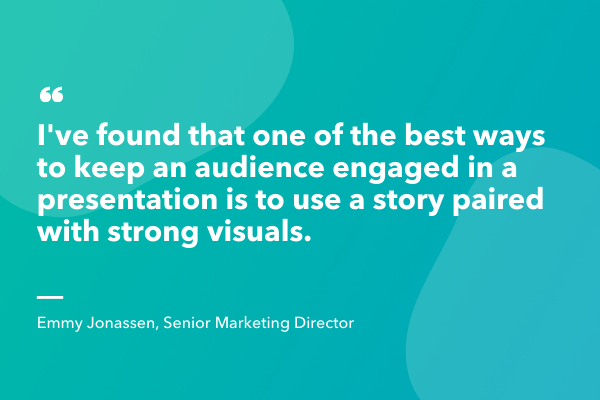 “
I've found that one of the best ways
to keep an audience engaged in a
presentation is to use a story paired
with strong visuals.
Emmy Jonassen, Senior Marketing Director